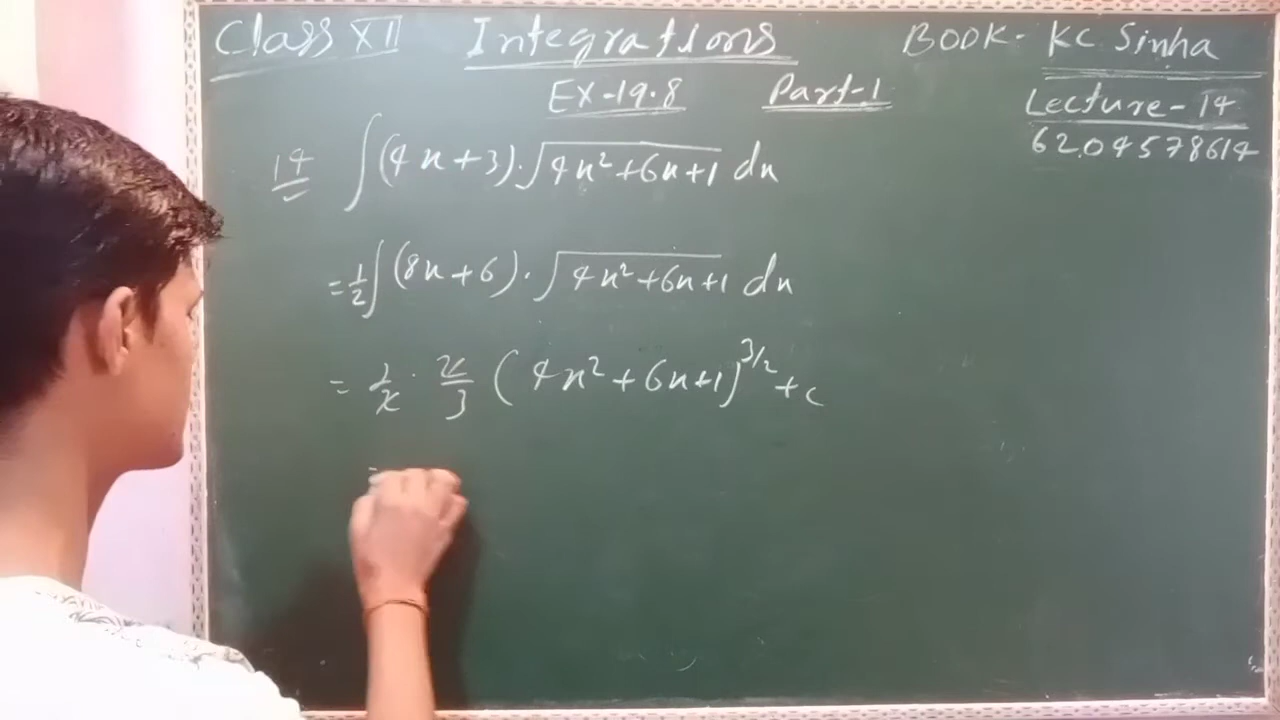 Class XII Integrations BOOK- KC Sinha
EX-19.8 Part-1 Lecture-14
6204578614
14 ∫(4x+3).√4x²+6x+1 dx
=1/2∫(8x+6).√4x²+6x+1 dx
= 1/2 . 2/3 (4x²+6x+1)^3/2 +c